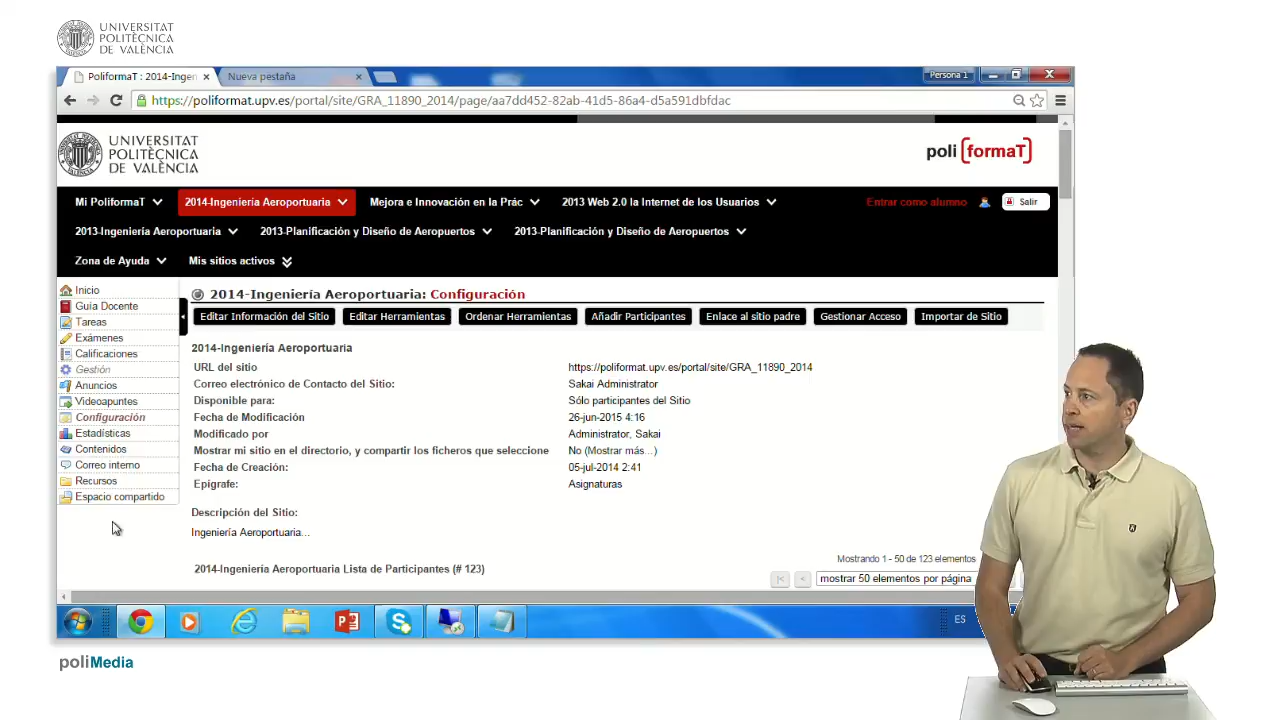 UNIVERSITAT
POLITÈCNICA
DE VALÈNCIA
PoliformaT : 2014-Ingen
Nueva pestaña
Persona 1
https://poliformat.upv.es/portal/site/GRA_11890_2014/page/aa7dd452-82ab-41d5-86a4-d5a591dbfdac
UNIVERSITAT
POLITÈCNICA
DE VALÈNCIA
poli [formaT]
Mi PoliformaT
2014-Ingeniería Aeroportuaria
Mejora e Innovación en la Prác
2013 Web 2.0 la Internet de los Usuarios
Entrar como alumno
Salir
2013-Ingeniería Aeroportuaria
2013-Planificación y Diseño de Aeropuertos
2013-Planificación y Diseño de Aeropuertos
Zona de Ayuda
Mis sitios activos
Inicio
Guía Docente
Tareas
Exámenes
Calificaciones
Gestión
Anuncios
Videoapuntes
Configuración
Estadísticas
Contenidos
Correo interno
Recursos
Espacio compartido
2014-Ingeniería Aeroportuaria: Configuración
Editar Información del Sitio
Editar Herramientas
Ordenar Herramientas
Añadir Participantes
Enlace al sitio padre
Gestionar Acceso
Importar de Sitio
2014-Ingeniería Aeroportuaria
URL del sitio https://poliformat.upv.es/portal/site/GRA_11890_2014
Correo electrónico de Contacto del Sitio: Sakai Administrator
Disponible para: Sólo participantes del Sitio
Fecha de Modificación 26-jun-2015 4:16
Modificado por Administrator, Sakai
Mostrar mi sitio en el directorio, y compartir los ficheros que seleccione No (Mostrar más...)
Fecha de Creación: 05-jul-2014 2:41
Epígrafe: Asignaturas
Descripción del Sitio:
Ingeniería Aeroportuaria...
Mostrando 1 - 50 de 123 elementos
2014-Ingeniería Aeroportuaria Lista de Participantes (# 123)
mostrar 50 elementos por página
ES
poliMedia